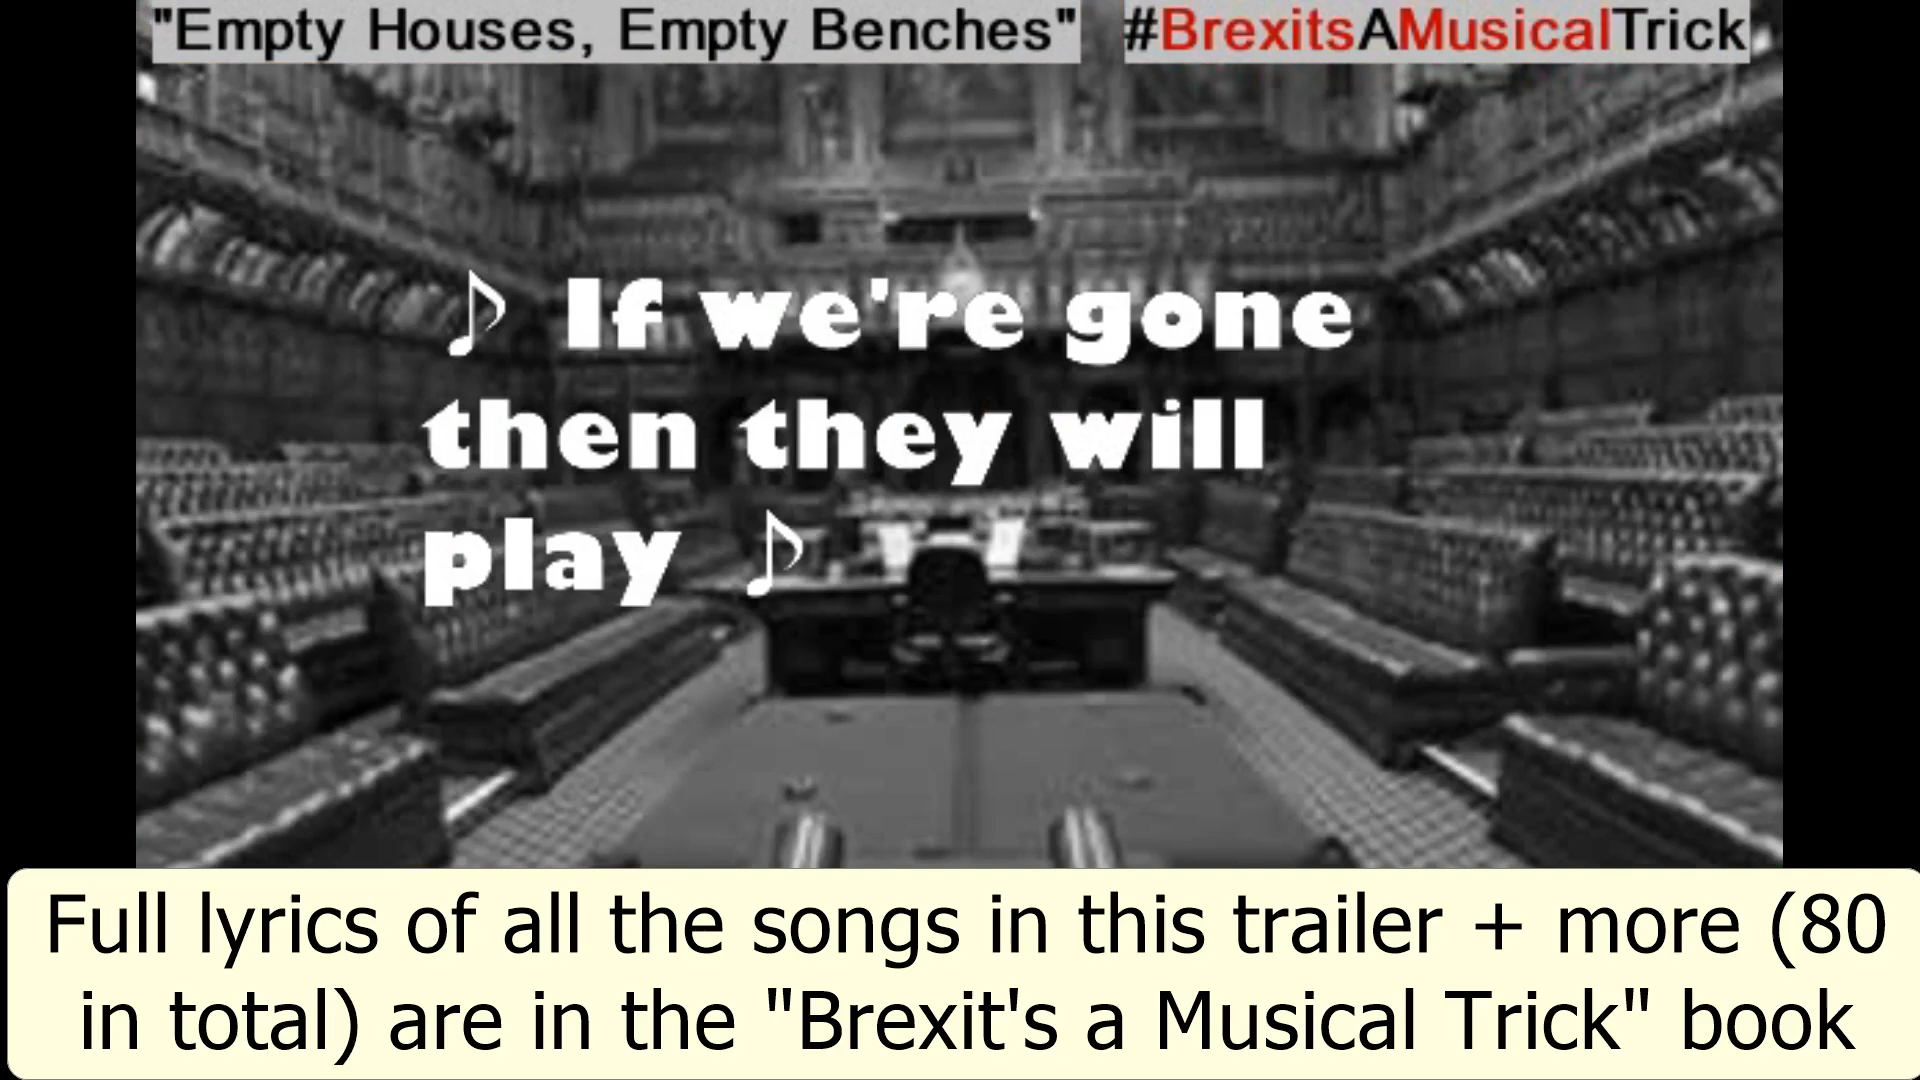 "Empty Houses, Empty Benches" #BrexitsAMusicalTrick
♪ If we're gone
then they will
play ♪
Full lyrics of all the songs in this trailer + more (80
in total) are in the "Brexit's a Musical Trick" book